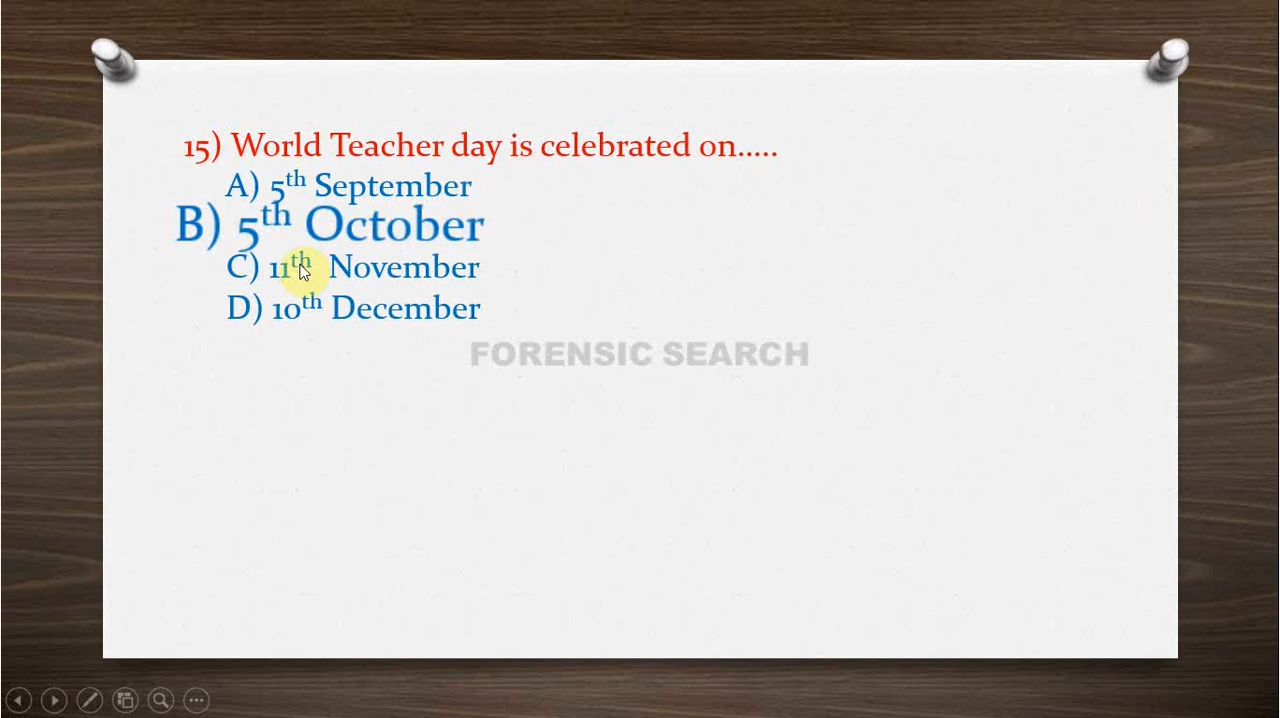 15) World Teacher day is celebrated on.....
A) 5th September
B) 5th October
C) 11th November
D) 10th December
FORENSIC SEARCH